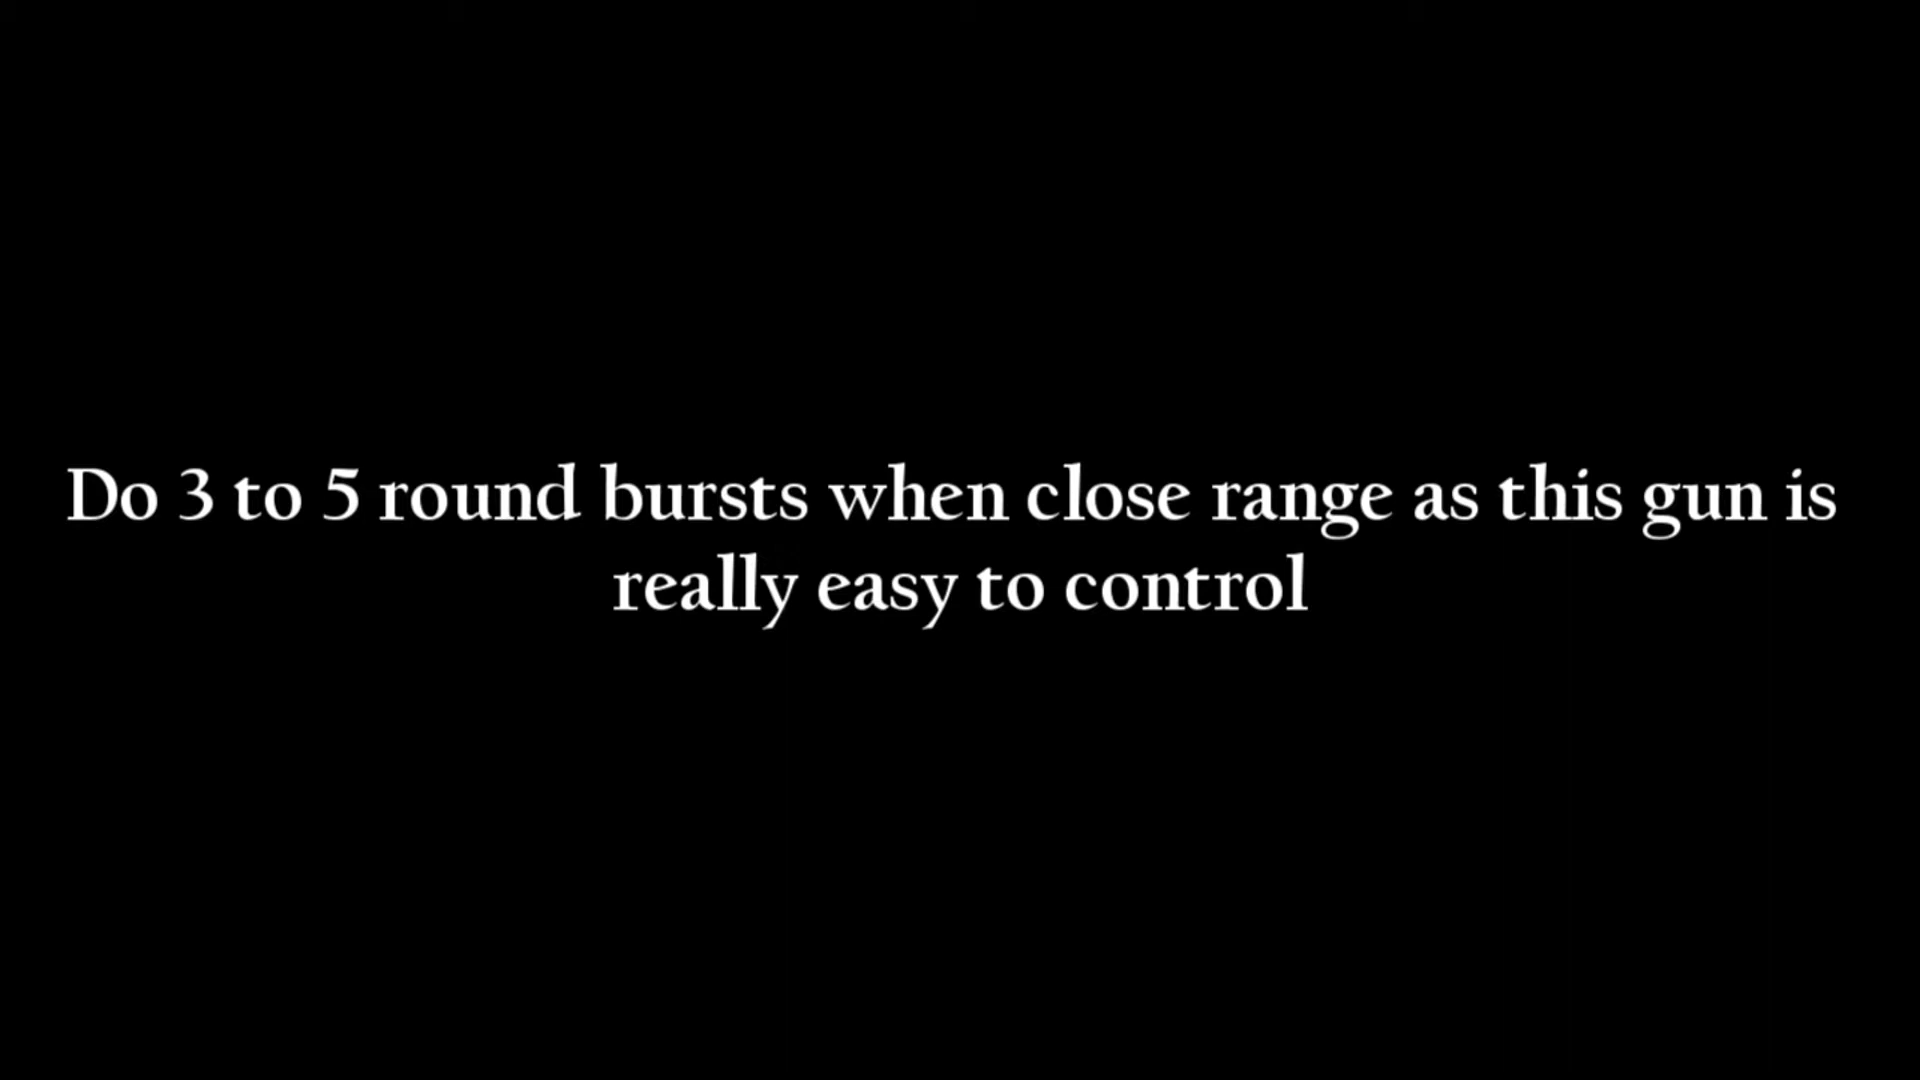 Do 3 to 5 round bursts when close range as this gun is
really easy to control